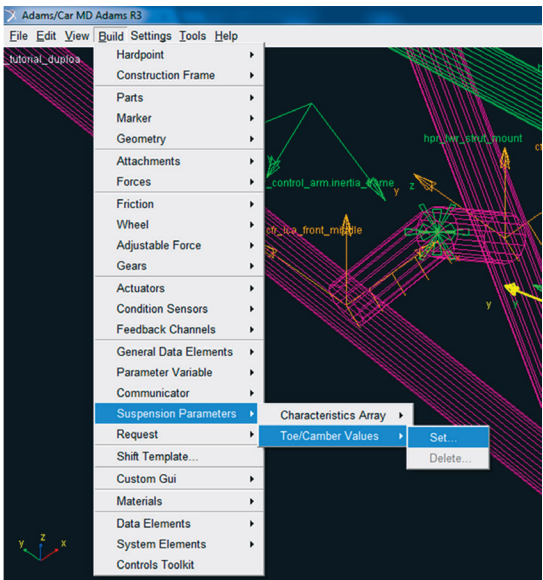 Adams/Car MD Adams R3
File Edit View Build Settings Tools Help
_tutorial_duploa
Hardpoint
Construction Frame
Parts
Marker
Geometry
Attachments
Forces
Friction
Wheel
Adjustable Force
Gears
Actuators
Condition Sensors
Feedback Channels
General Data Elements
Parameter Variable
Communicator
Suspension Parameters
Request
Shift Template...
Custom Gui
Materials
Data Elements
System Elements
Controls Toolkit
Characteristics Array
Toe/Camber Values
Set...
Delete...
hpr_lwr_strut_mount
_control_arm.inertia_frame
y z
cfr_lca_front_middle
y
y z x